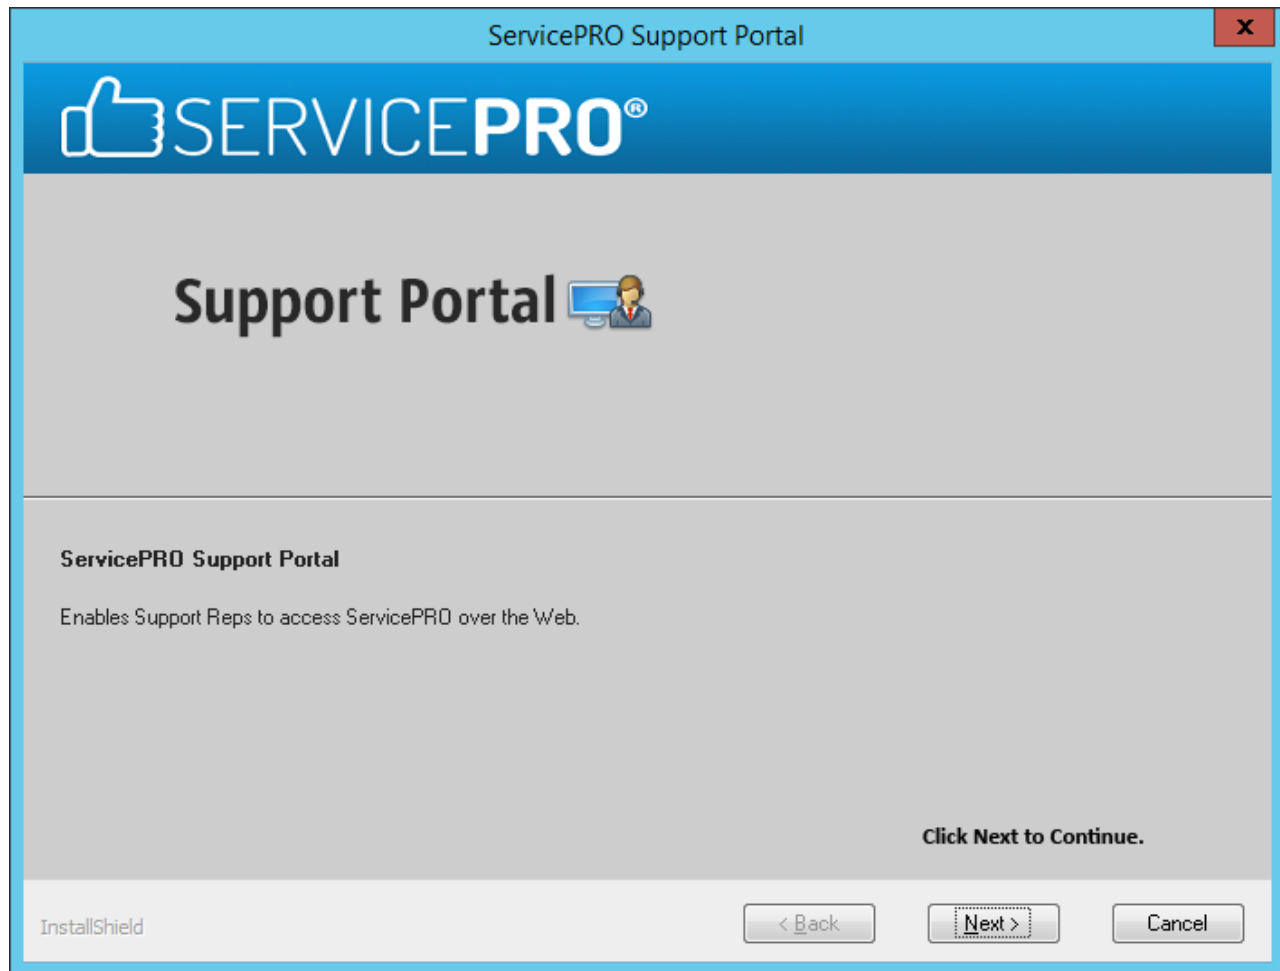 ServicePRO Support Portal
x
SERVICEPRO®
Support Portal
ServicePRO Support Portal
Enables Support Reps to access ServicePRO over the Web.
Click Next to Continue.
InstallShield
< Back
Next >
Cancel